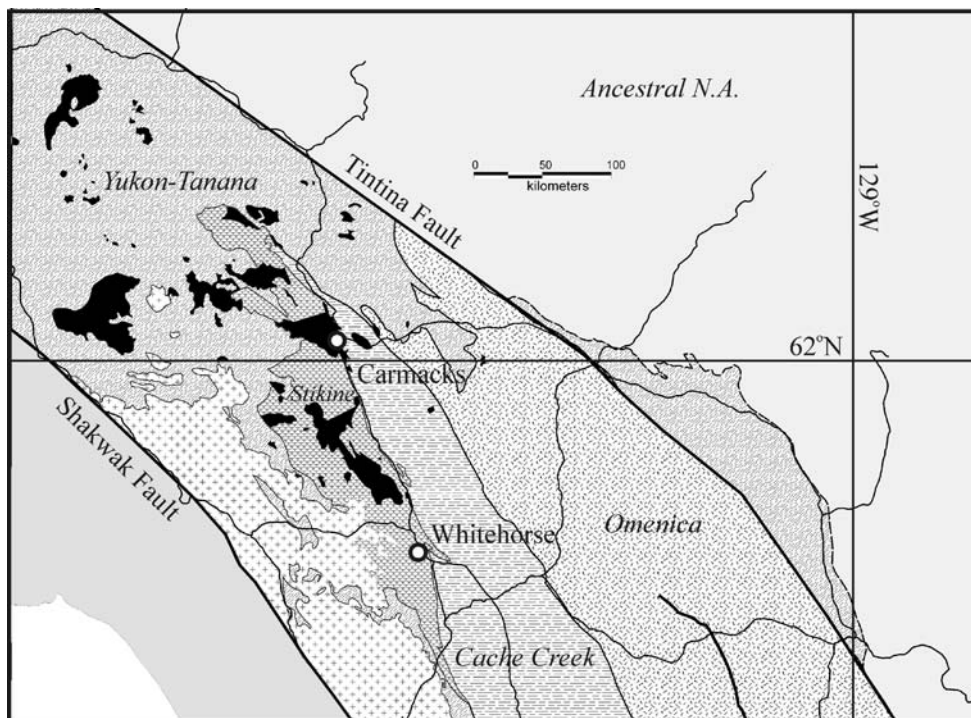 Ancestral N.A.
0 50 100
kilometers
Yukon-Tanana
Tintina Fault
129°W
62°N
Carmacks
Stikine
Shakwak Fault
Omenica
Whitehorse
Cache Creek